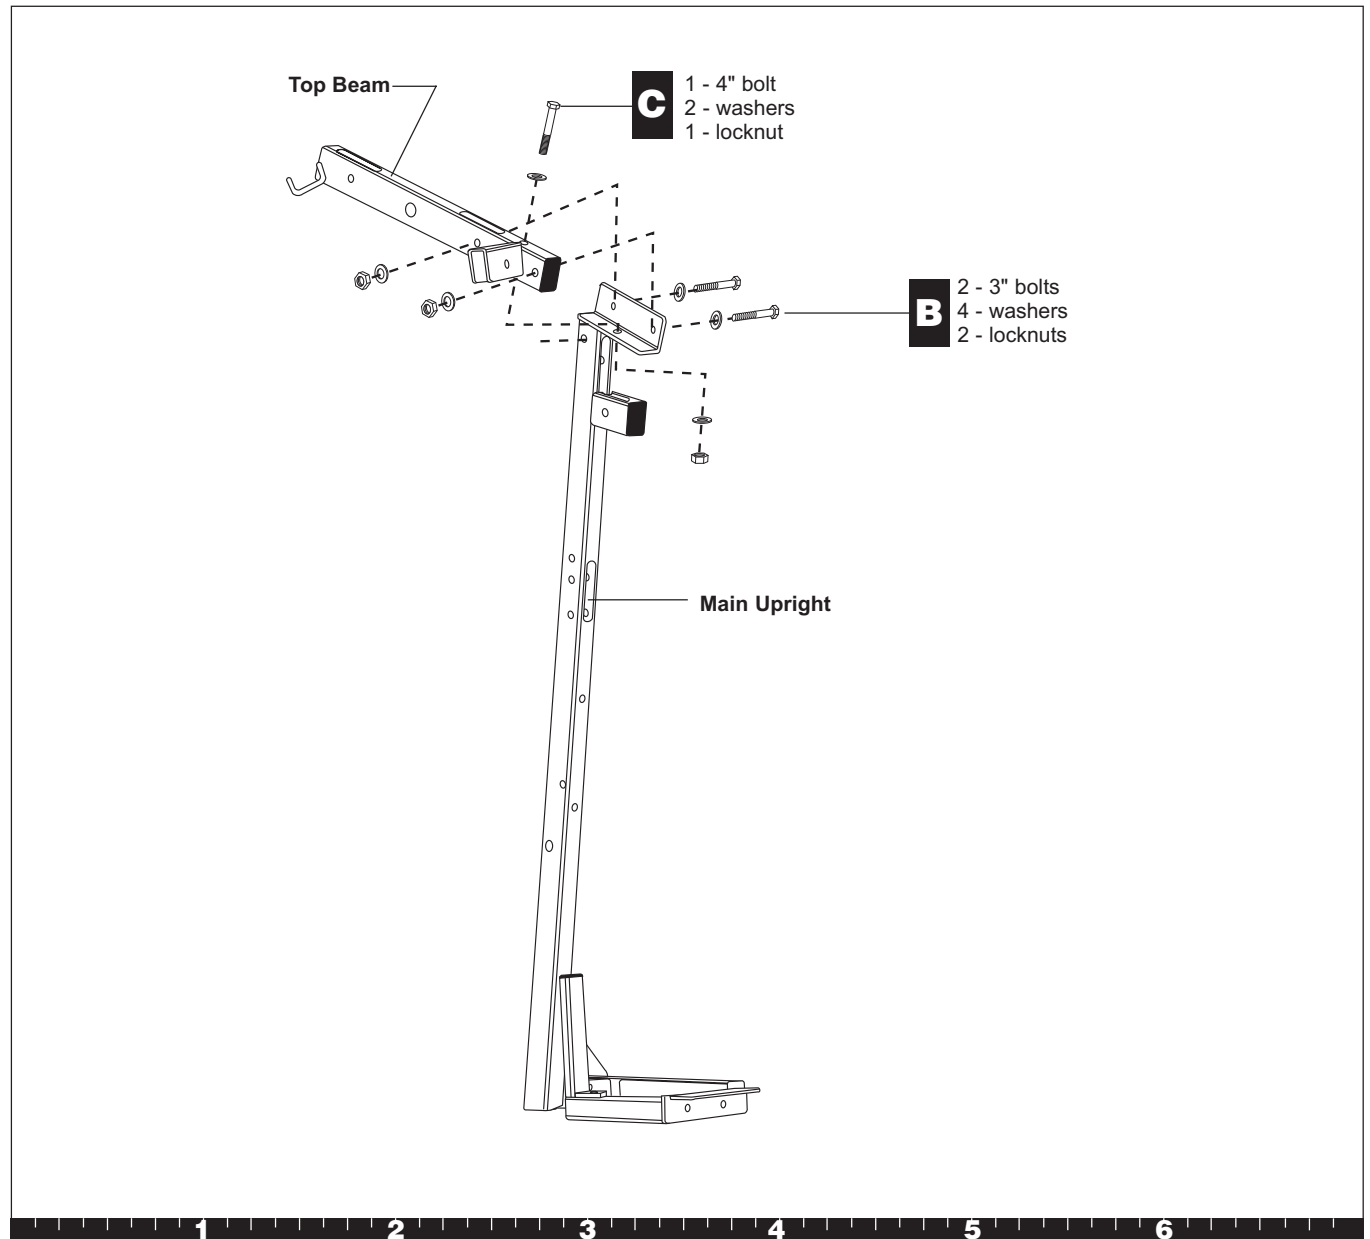 Top Beam
C
1 - 4" bolt
2 - washers
1 - locknut
B
2 - 3" bolts
4 - washers
2 - locknuts
Main Upright
1 2 3 4 5 6